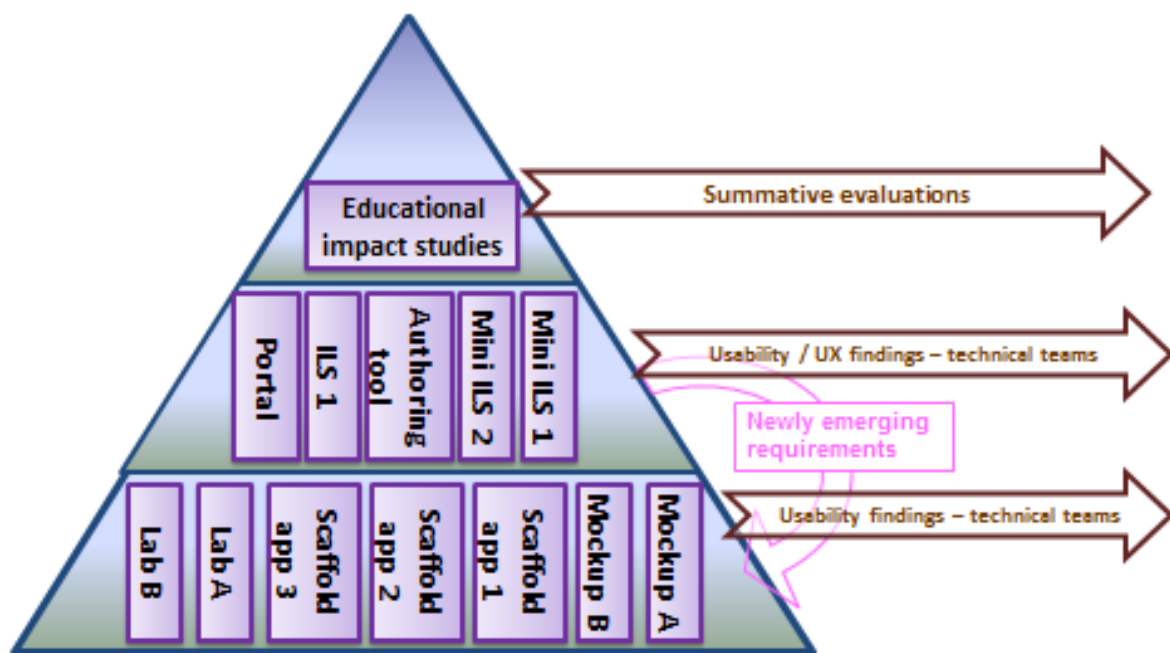 Educational
impact studies
Summative evaluations
Portal
ILS 1
Authoring
tool
Mini ILS 2
Mini ILS 1
Usability / UX findings – technical teams
Newly emerging
requirements
Lab B
Lab A
Scaffold
app 3
Scaffold
app 2
Scaffold
app 1
Mockup B
Mockup A
Usability findings – technical teams